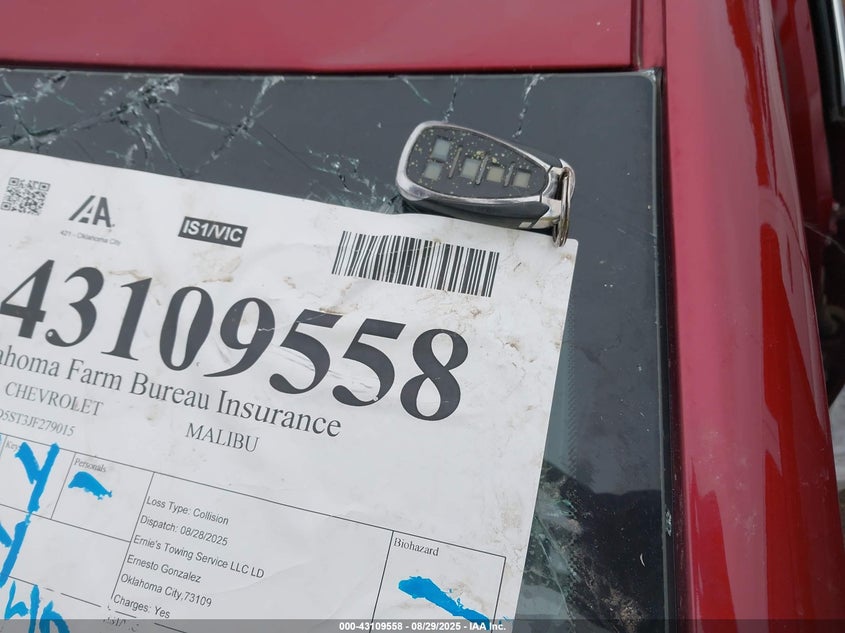 IAA
421 - Oklahoma City
IS1/VIC
43109558
ahoma Farm Bureau Insurance
CHEVROLET
MALIBU
D5ST3JF279015
Key
Personals
Y
Loss Type: Collision
Dispatch: 08/28/2025
Ernie's Towing Service LLC LD
Ernesto Gonzalez
Oklahoma City,73109
Charges: Yes
Biohazard
000-43109558 - 08/29/2025 - IAA Inc.